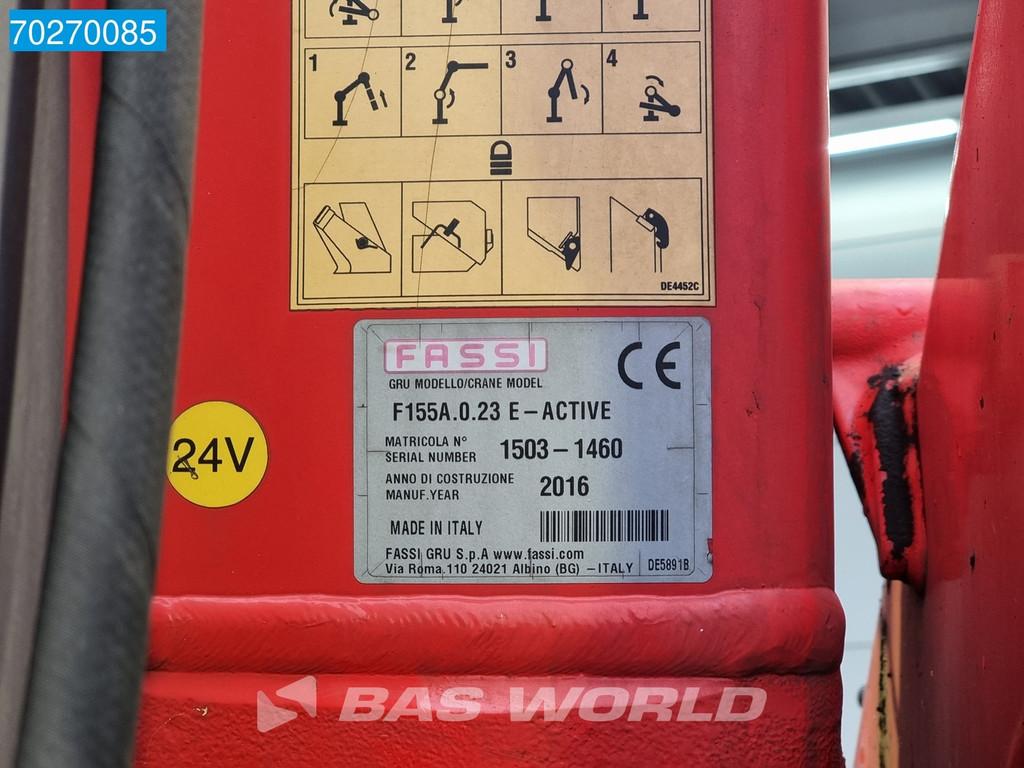 70270085
1 2 3 4
DE4452C
FASSI
CE
GRU MODELLO/CRANE MODEL
F155A.0.23 E-ACTIVE
MATRICOLA N°
SERIAL NUMBER
1503-1460
ANNO DI COSTRUZIONE
MANUF.YEAR
2016
MADE IN ITALY
FASSI GRU S.p.A www.fassi.com
Via Roma.110 24021 Albino (BG) -ITALY
DE5891B
24V
BAS WORLD